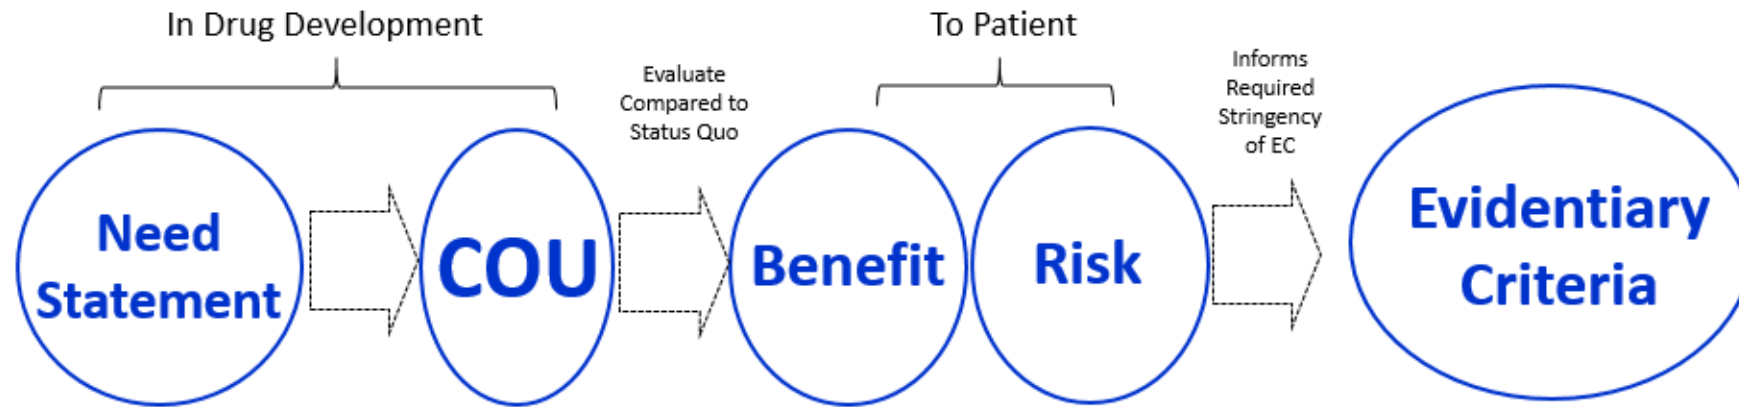 In Drug Development
To Patient
Evaluate
Compared to
Status Quo
Informs
Required
Stringency
of EC
Need
Statement
COU
Benefit
Risk
Evidentiary
Criteria